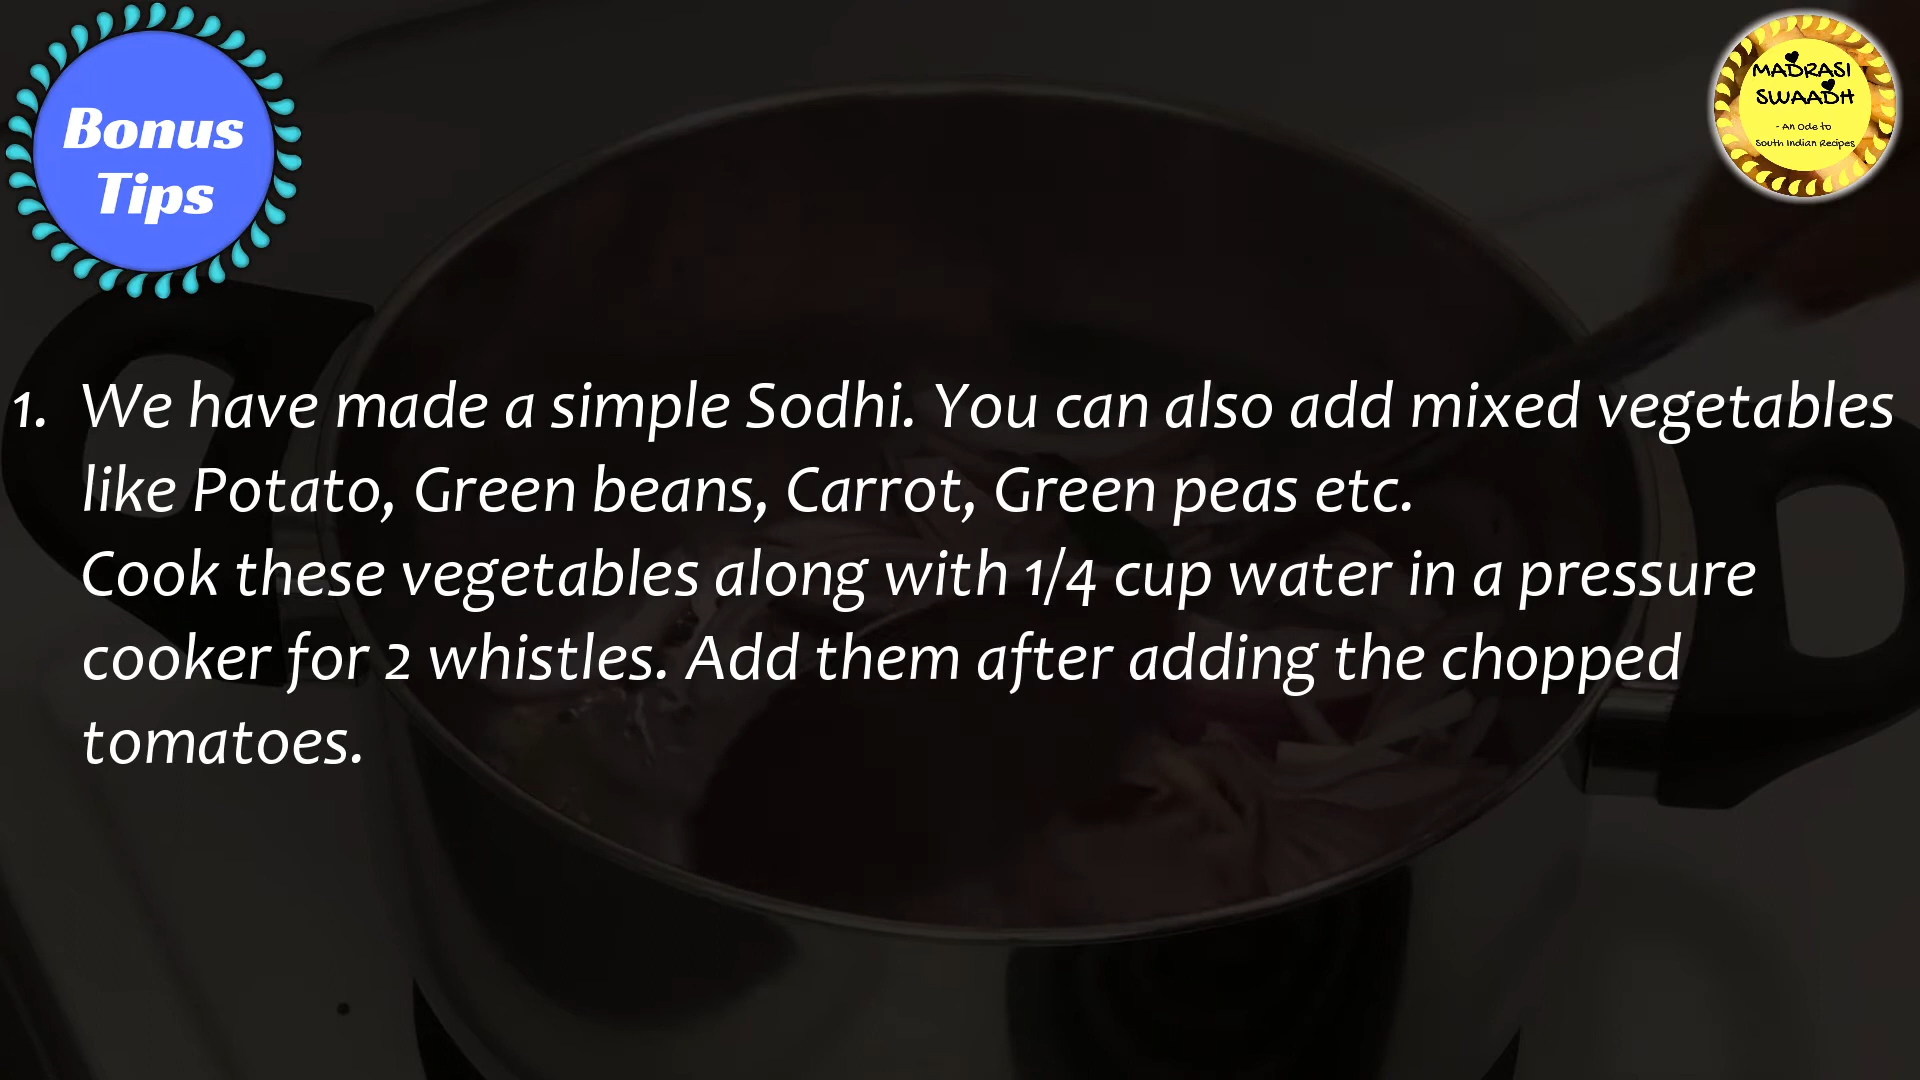 Bonus
Tips
MADRASI
SWAADH
- An Ode to
South Indian Recipes
1. We have made a simple Sodhi. You can also add mixed vegetables
like Potato, Green beans, Carrot, Green peas etc.
Cook these vegetables along with 1/4 cup water in a pressure
cooker for 2 whistles. Add them after adding the chopped
tomatoes.